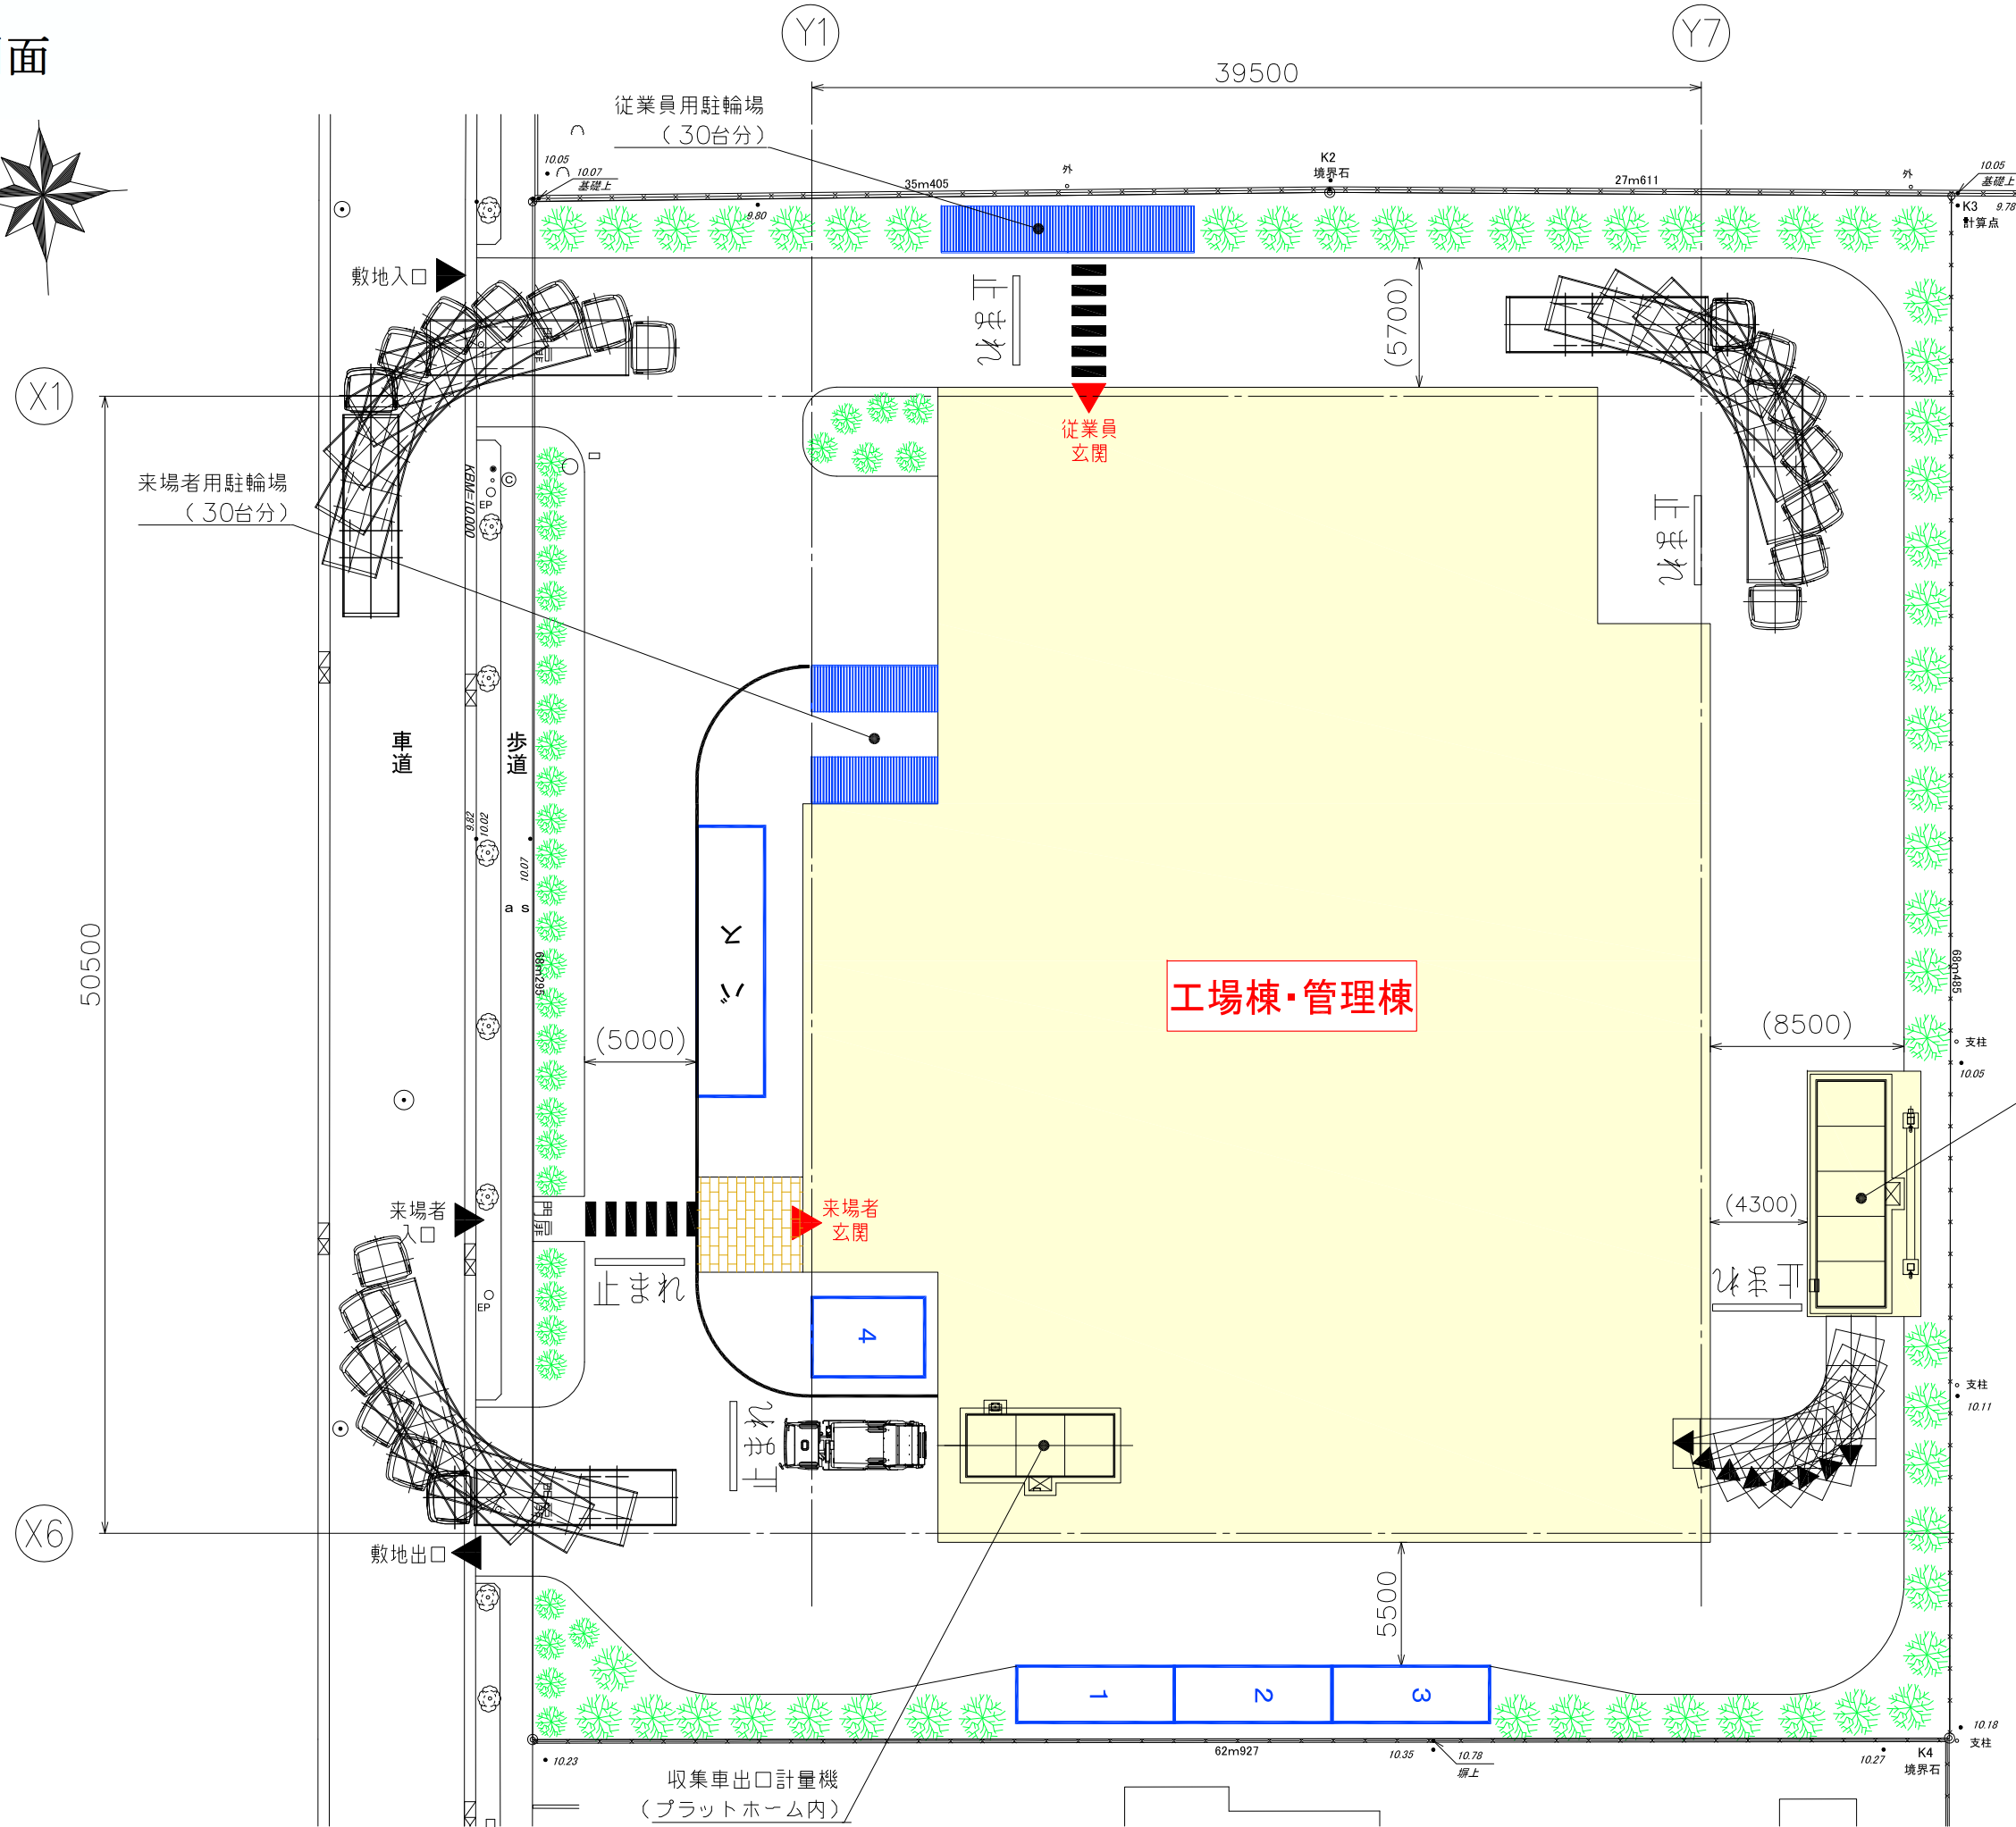 面
Y1
Y7
39500
従業員用駐輪場
（30台分）
10.05
10.07
基礎上
35m405
外
K2
境界石
27m611
外
10.05
基礎上
K3
9.78
計算点
9.80
敷地入口
止まれ
(5700)
X1
従業員
玄関
来場者用駐輪場
（30台分）
KBM=10.000
C
EP
止まれ
車道
歩道
9.82
10.02
10.07
as
バス
68m295
50500
工場棟・管理棟
(5000)
(8500)
68m485
支柱
10.05
来場者
入口
門扉
来場者
玄関
(4300)
止まれ
止まれ
EP
4
支柱
10.11
止まれ
門扉
X6
敷地出口
5500
1
2
3
62m927
10.23
10.35
10.78
塀上
10.27
K4
境界石
10.18
支柱
収集車出口計量機
（プラットホーム内）